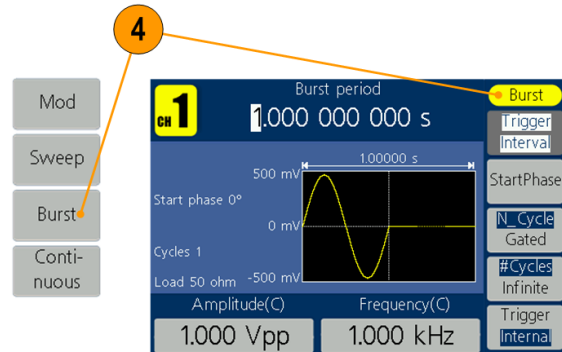 4
Mod
Sweep
Burst
Conti-
nuous
CH 1
Burst period
1.000 000 000 s
Start phase 0°
Cycles 1
Load 50 ohm
1.00000 s
500 mV
0 mV
-500 mV
Amplitude(C)
1.000 Vpp
Frequency(C)
1.000 kHz
Burst
Trigger
Interval
StartPhase
N_Cycle
Gated
#Cycles
Infinite
Trigger
Internal